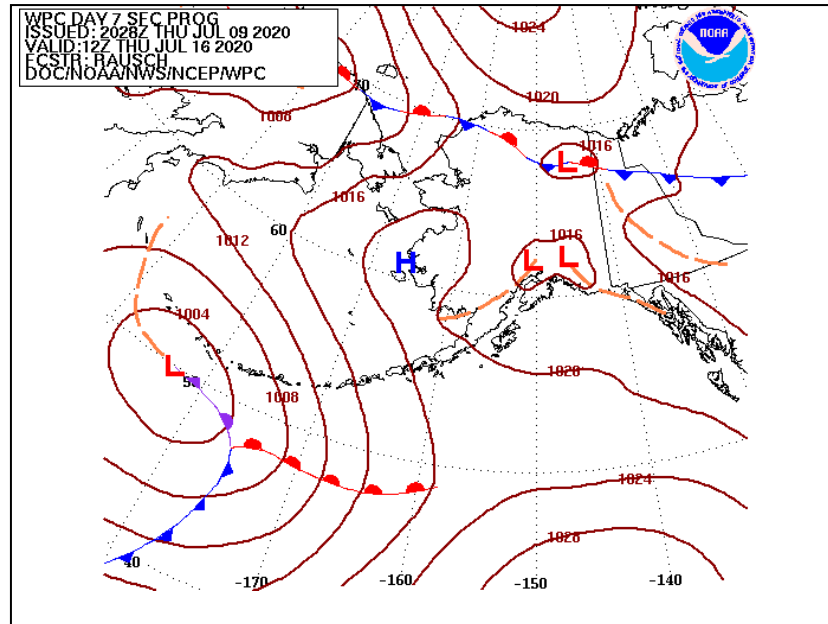 WPC DAY 7 SEC PROG
ISSUED: 2028Z THU JUL 09 2020
VALID:12Z THU JUL 16 2020
FCSTR: RAUSCH
DOC/NOAA/NWS/NCEP/WPC
1024
NOAA
70
1020
1008
1016
L
1016
60
1012
1016
H
L
L
1016
1004
L
50
1008
1020
1024
1028
40
-170
-160
-150
-140